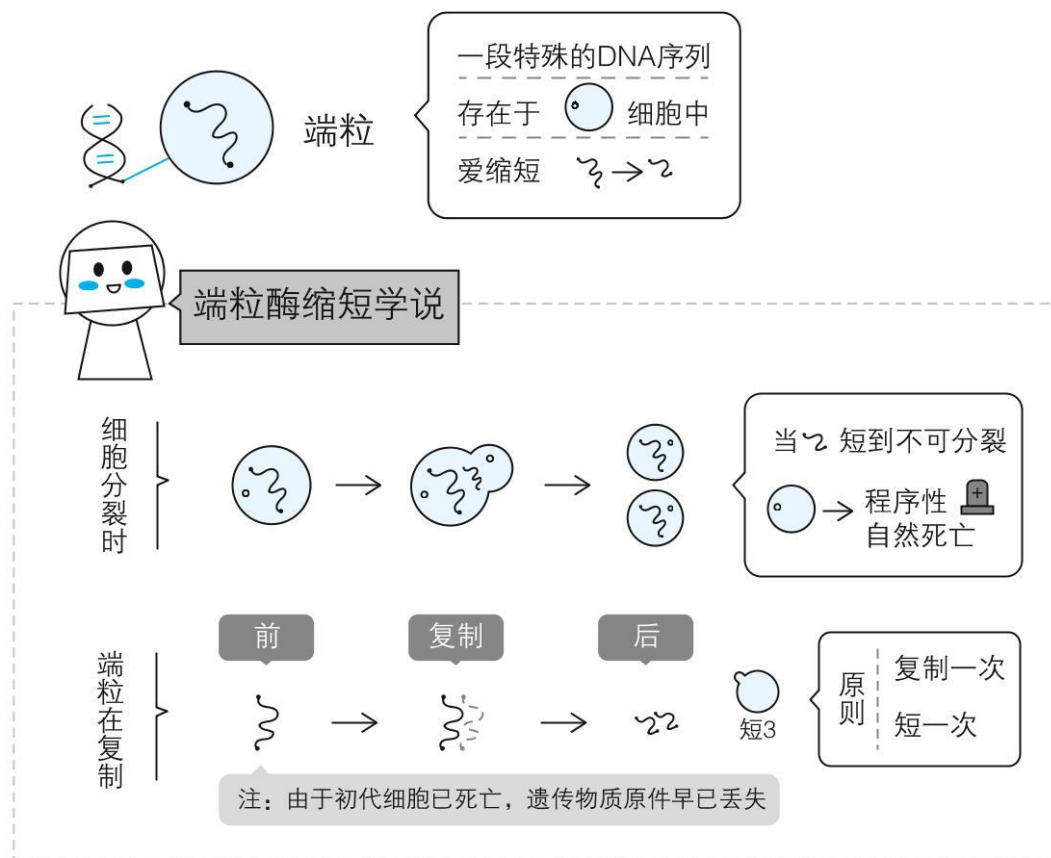 端粒
一段特殊的DNA序列
存在于 细胞中
爱缩短
端粒酶缩短学说
细胞分裂时
当 短到不可分裂
程序性
自然死亡
端粒在复制
前
复制
后
短3
原则
复制一次
短一次
注：由于初代细胞已死亡，遗传物质原件早已丢失